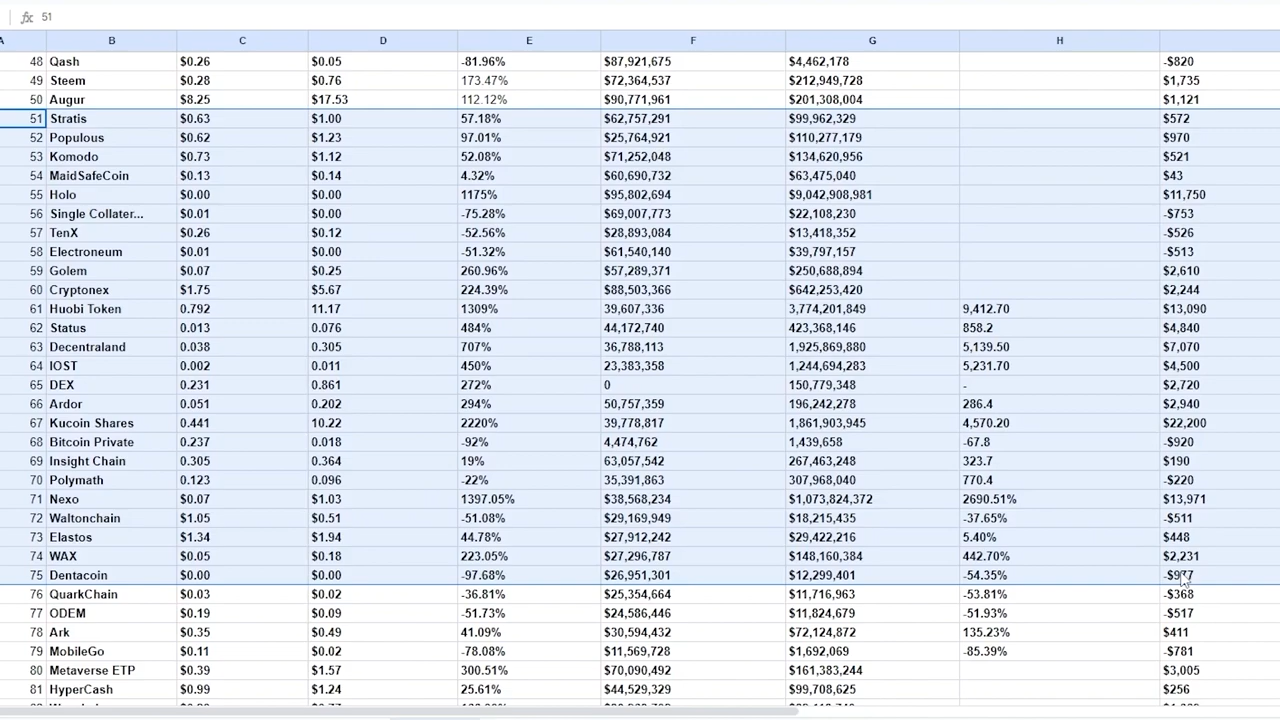 fx 51
A B C D E F G H
48 Qash $0.26 $0.05 -81.96% $87,921,675 $4,462,178 -$820
49 Steem $0.28 $0.76 173.47% $72,364,537 $212,949,728 $1,735
50 Augur $8.25 $17.53 112.12% $90,771,961 $201,308,004 $1,121
51 Stratis $0.63 $1.00 57.18% $62,757,291 $99,962,329 $572
52 Populous $0.62 $1.23 97.01% $25,764,921 $110,277,179 $970
53 Komodo $0.73 $1.12 52.08% $71,252,048 $134,620,956 $521
54 MaidSafeCoin $0.13 $0.14 4.32% $60,690,732 $63,475,040 $43
55 Holo $0.00 $0.00 1175% $95,802,694 $9,042,908,981 $11,750
56 Single Collater... $0.01 $0.00 -75.28% $69,007,773 $22,108,230 -$753
57 TenX $0.26 $0.12 -52.56% $28,893,084 $13,418,352 -$526
58 Electroneum $0.01 $0.00 -51.32% $61,540,140 $39,797,157 -$513
59 Golem $0.07 $0.25 260.96% $57,289,371 $250,688,894 $2,610
60 Cryptonex $1.75 $5.67 224.39% $88,503,366 $642,253,420 $2,244
61 Huobi Token 0.792 11.17 1309% 39,607,336 3,774,201,849 9,412.70 $13,090
62 Status 0.013 0.076 484% 44,172,740 423,368,146 858.2 $4,840
63 Decentraland 0.038 0.305 707% 36,788,113 1,925,869,880 5,139.50 $7,070
64 IOST 0.002 0.011 450% 23,383,358 1,244,694,283 5,231.70 $4,500
65 DEX 0.231 0.861 272% 0 150,779,348 - $2,720
66 Ardor 0.051 0.202 294% 50,757,359 196,242,278 286.4 $2,940
67 Kucoin Shares 0.441 10.22 2220% 39,778,817 1,861,903,945 4,570.20 $22,200
68 Bitcoin Private 0.237 0.018 -92% 4,474,762 1,439,658 -67.8 -$920
69 Insight Chain 0.305 0.364 19% 63,057,542 267,463,248 323.7 $190
70 Polymath 0.123 0.096 -22% 35,391,863 307,968,040 770.4 -$220
71 Nexo $0.07 $1.03 1397.05% $38,568,234 $1,073,824,372 2690.51% $13,971
72 Waltonchain $1.05 $0.51 -51.08% $29,169,949 $18,215,435 -37.65% -$511
73 Elastos $1.34 $1.94 44.78% $27,912,242 $29,422,216 5.40% $448
74 WAX $0.05 $0.18 223.05% $27,296,787 $148,160,384 442.70% $2,231
75 Dentacoin $0.00 $0.00 -97.68% $26,951,301 $12,299,401 -54.35% -$977
76 QuarkChain $0.03 $0.02 -36.81% $25,354,664 $11,716,963 -53.81% -$368
77 ODEM $0.19 $0.09 -51.73% $24,586,446 $11,824,679 -51.93% -$517
78 Ark $0.35 $0.49 41.09% $30,594,432 $72,124,872 135.23% $411
79 MobileGo $0.11 $0.02 -78.08% $11,569,728 $1,692,069 -85.39% -$781
80 Metaverse ETP $0.39 $1.57 300.51% $70,090,492 $161,383,244 $3,005
81 HyperCash $0.99 $1.24 25.61% $44,529,329 $99,708,625 $256